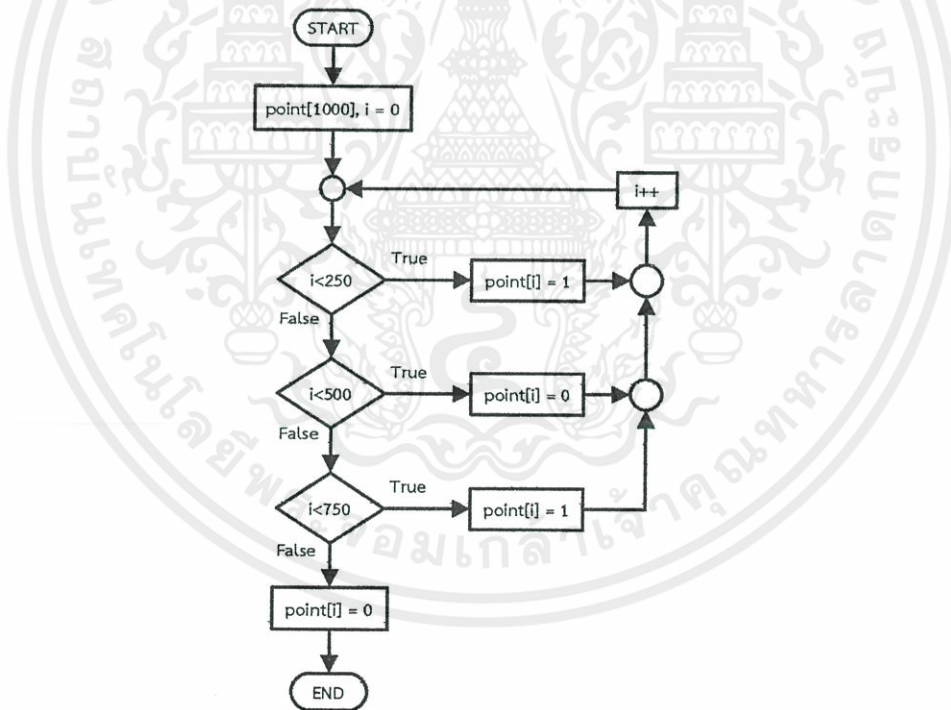 START
point[1000], i = 0
i++
i<250
True
point[i] = 1
False
i<500
True
point[i] = 0
False
i<750
True
point[i] = 1
False
point[i] = 0
END